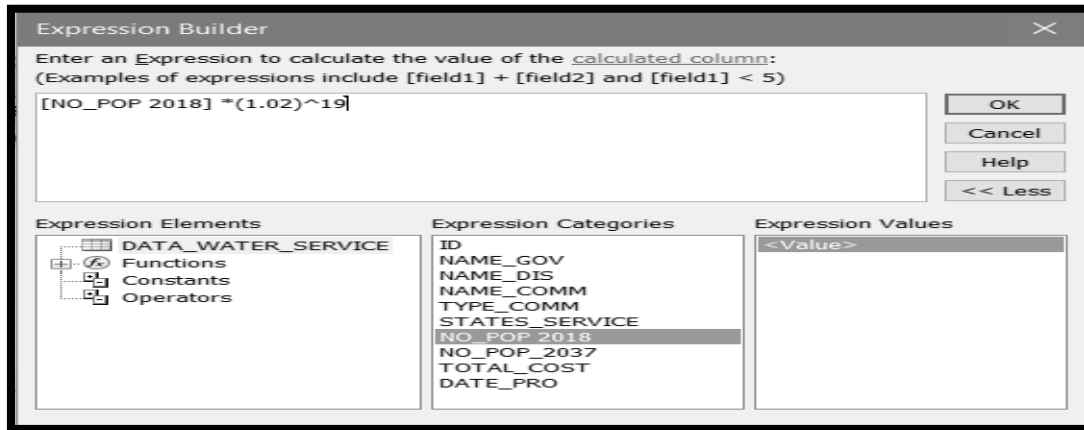 Expression Builder
Enter an Expression to calculate the value of the calculated column:
(Examples of expressions include [field1] + [field2] and [field1] < 5)
[NO_POP 2018] *(1.02)^19
OK
Cancel
Help
<< Less
Expression Elements
DATA_WATER_SERVICE
Functions
Constants
Operators
Expression Categories
ID
NAME_GOV
NAME_DIS
NAME_COMM
TYPE_COMM
STATES_SERVICE
NO_POP 2018
NO_POP_2037
TOTAL_COST
DATE_PRO
Expression Values
<Value>